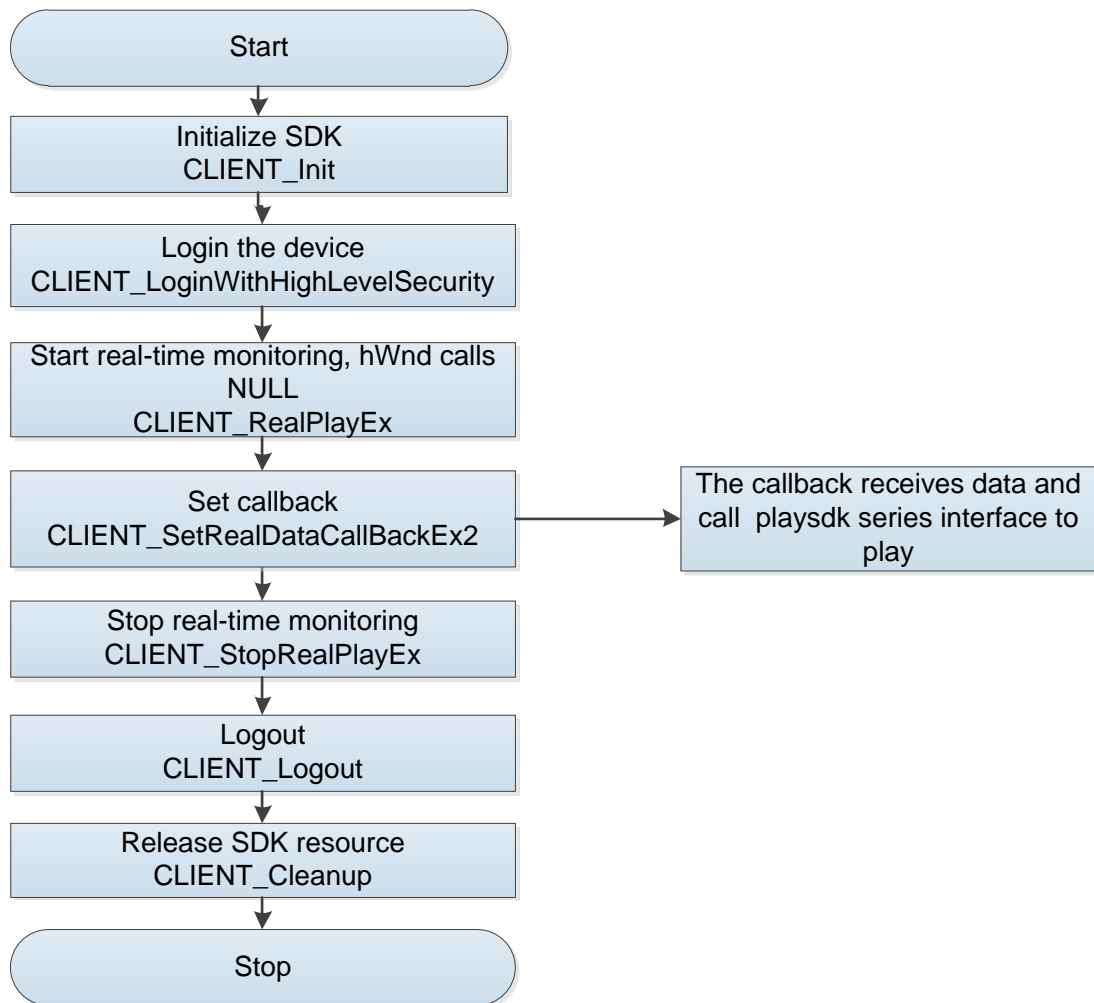 Start
Initialize SDK
CLIENT_Init
Login the device
CLIENT_LoginWithHighLevelSecurity
Start real-time monitoring, hWnd calls
NULL
CLIENT_RealPlayEx
Set callback
CLIENT_SetRealDataCallBackEx2
The callback receives data and
call  playsdk series interface to
play
Stop real-time monitoring
CLIENT_StopRealPlayEx
Logout
CLIENT_Logout
Release SDK resource
CLIENT_Cleanup
Stop